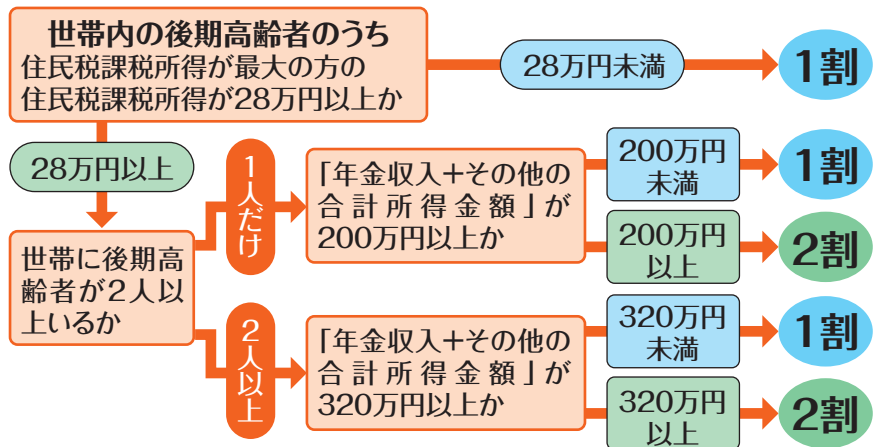 世帯内の後期高齢者のうち
住民税課税所得が最大の方の
住民税課税所得が28万円以上か
28万円未満
1割
28万円以上
世帯に後期高
齢者が2人以
上いるか
1人だけ
「年金収入+その他の
合計所得金額」が
200万円以上か
200万円
未満
1割
200万円
以上
2割
2人以上
「年金収入+その他の
合計所得金額」が
320万円以上か
320万円
未満
1割
320万円
以上
2割